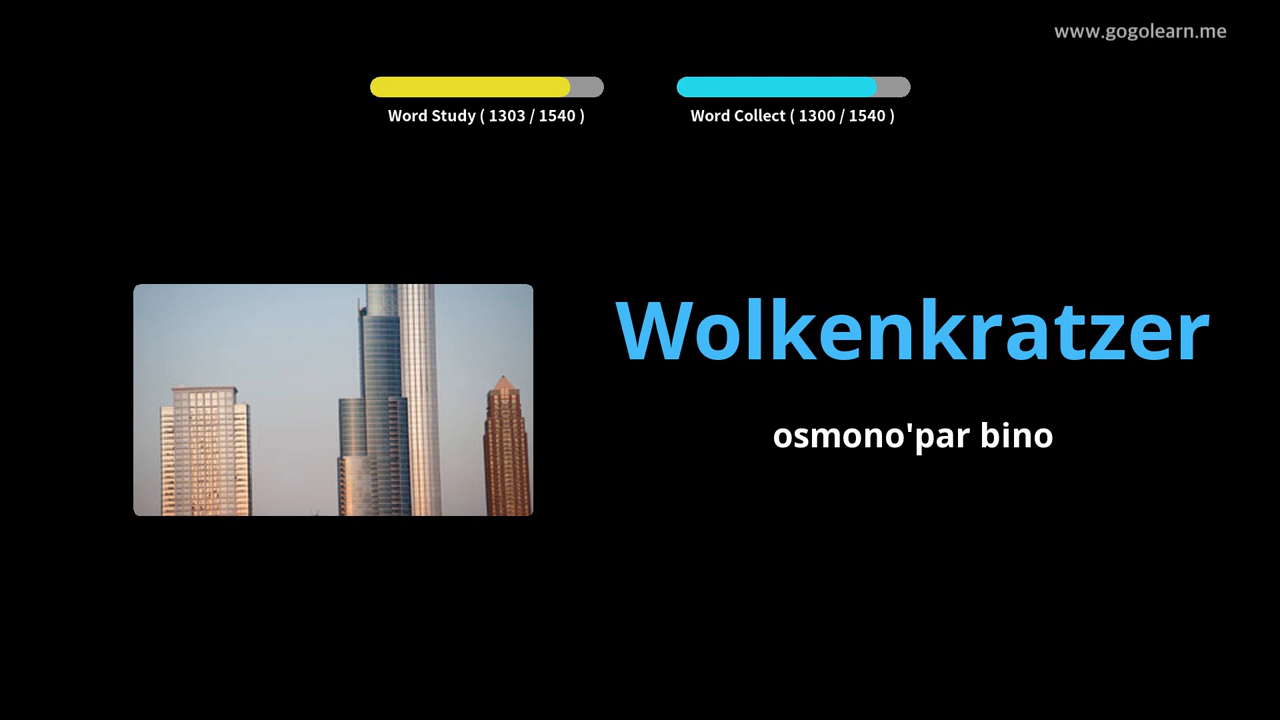 www.gogolearn.me
Word Study ( 1303 / 1540 )
Word Collect ( 1300 / 1540 )
Wolkenkratzer
osmono'par bino